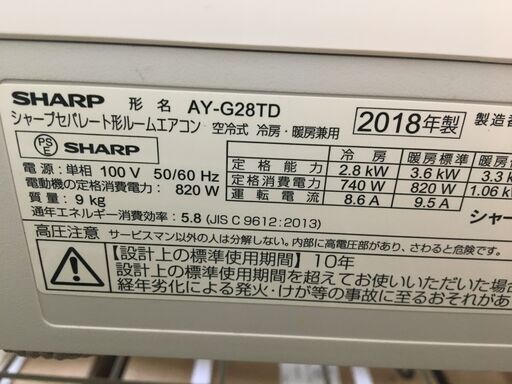 SHARP 形 名 AY-G28TD 2018年製 製造番
シャープセパレート形ルームエアコン 空冷式 冷房・暖房兼用
PS E SHARP
冷 房 暖房標準 暖房
定 格 能 力 2.8 kW 3.6 kW 3.3 k
電 源 : 単相 100 V 50/60 Hz 定格消費電力 740 W 820 W 1.06 k
電動機の定格消費電力 : 820 W 運 転 電 流 8.6 A 9.5 A
質 量 : 9 kg
通年エネルギー消費効率 : 5.8 (JIS C 9612:2013) シャー
高圧注意 サービスマン以外の人は分解しない。内部に高電圧部があり、さわると危険です。
【設計上の標準使用期間】10年
設計上の標準使用期間を超えてお使いいただいた場合
経年劣化による発火・けが等の事故に至るおそれがあ